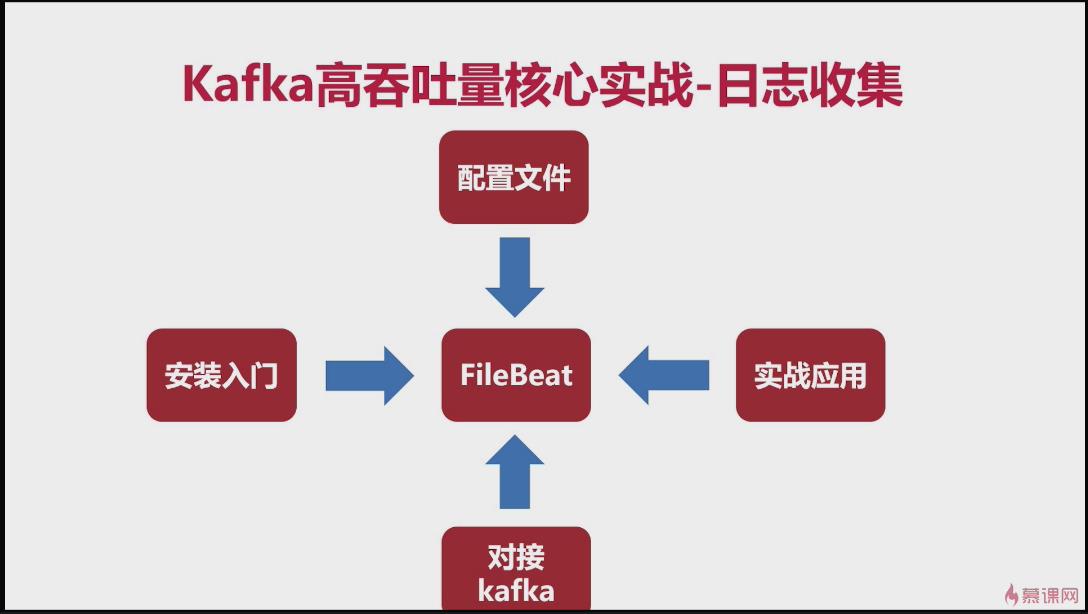 Kafka高吞吐量核心实战-日志收集
配置文件
安装入门
FileBeat
实战应用
对接
kafka
慕课网